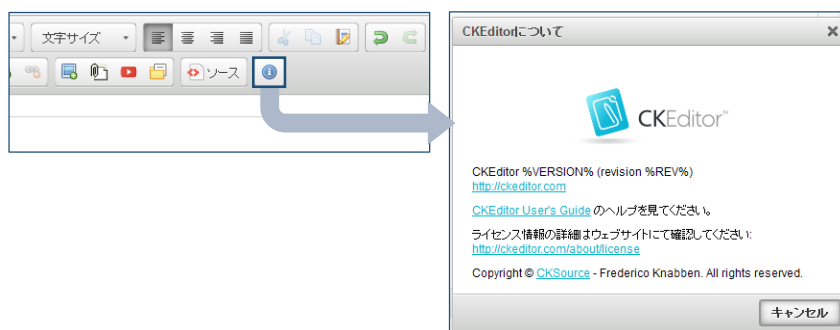 文字サイズ
ソース
CKEditorについて
CKEditor™
CKEditor %VERSION% (revision %REV%)
http://ckeditor.com
CKEditor User's Guide のヘルプを見てください。
ライセンス情報の詳細はウェブサイトにて確認してください:
http://ckeditor.com/about/license
Copyright © CKSource - Frederico Knabben. All rights reserved.
キャンセル